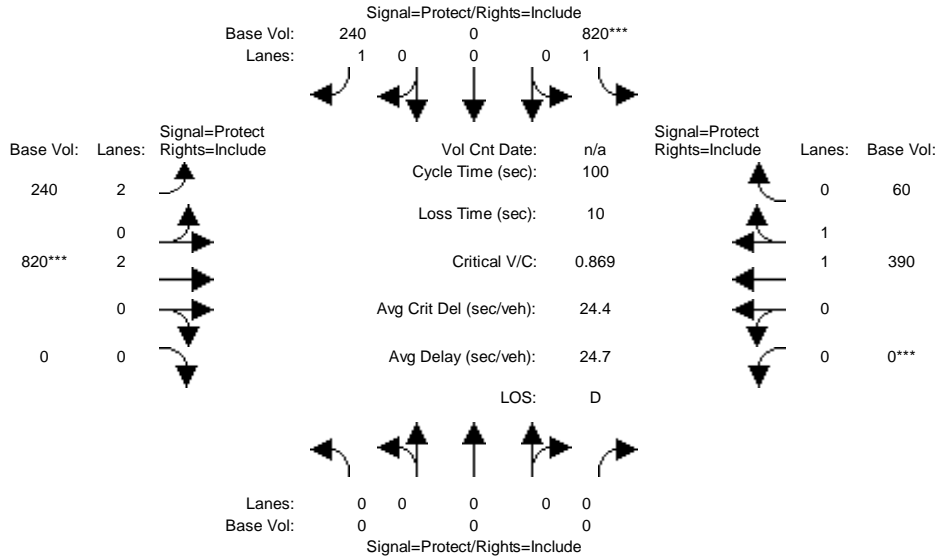 Signal=Protect/Rights=Include
Base Vol: 240 0 820***
Lanes: 1 0 0 0 1
Signal=Protect
Base Vol: Lanes: Rights=Include
Vol Cnt Date: n/a
Signal=Protect
Rights=Include Lanes: Base Vol:
Cycle Time (sec): 100
240 2
0 60
Loss Time (sec): 10
0
1
820*** 2
Critical V/C: 0.869
1 390
0
Avg Crit Del (sec/veh): 24.4
0
0 0
Avg Delay (sec/veh): 24.7
0 0***
LOS: D
Lanes: 0 0 0 0 0
Base Vol: 0 0 0
Signal=Protect/Rights=Include